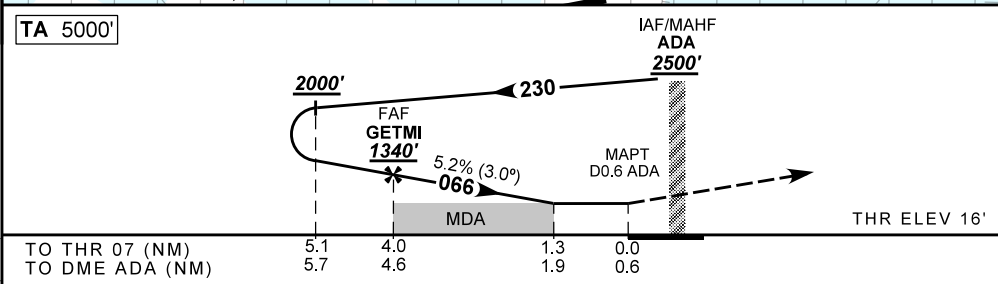 TA 5000'
IAF/MAHF
ADA
2500'
2000'
230
FAF
GETMI
1340'
5.2% (3.0º)
066
MAPT
D0.6 ADA
MDA
THR ELEV 16'
TO THR 07 (NM) 5.1 4.0 1.3 0.0
TO DME ADA (NM) 5.7 4.6 1.9 0.6